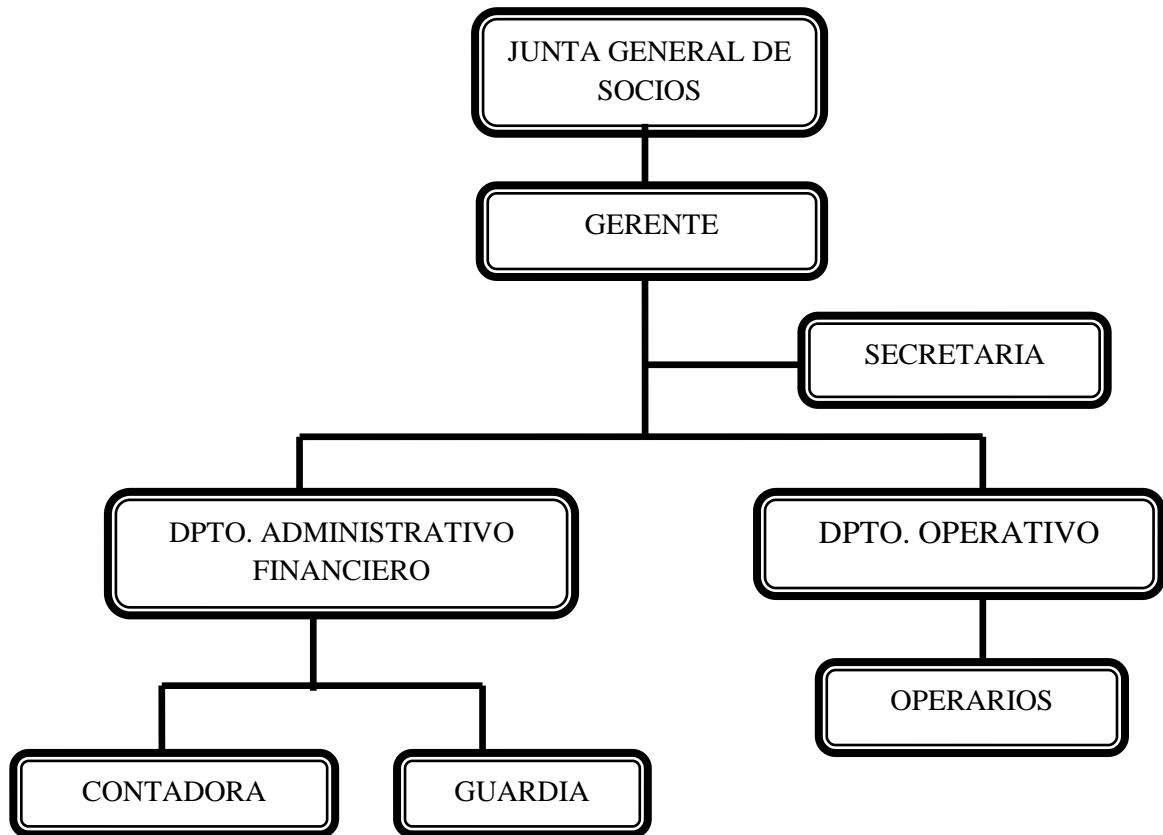 JUNTA GENERAL DE
SOCIOS
GERENTE
SECRETARIA
DPTO. ADMINISTRATIVO
FINANCIERO
DPTO. OPERATIVO
OPERARIOS
CONTADORA
GUARDIA